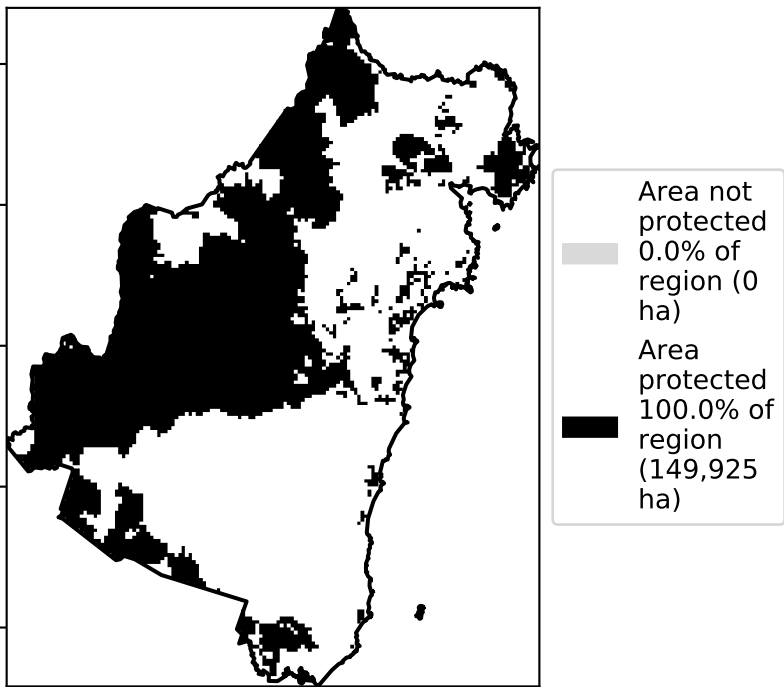 Area not
protected
0.0% of
region (0
ha)
Area
protected
100.0% of
region
(149,925
ha)